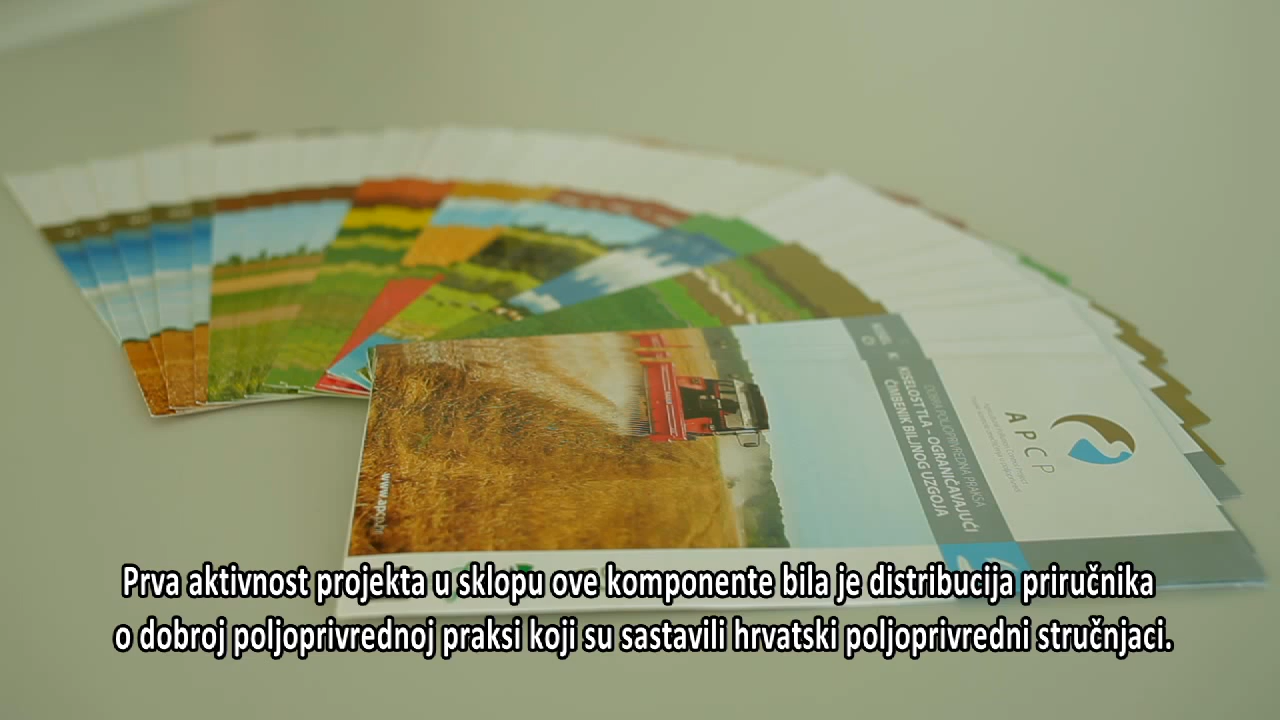 APCP
DOBRA POLJOPRIVREDNA PRAKSA
KISELOST TLA - OGRANIČAVAJUĆI
ČIMBENIK BILJNOG UZGOJA
Prva aktivnost projekta u sklopu ove komponente bila je distribucija priručnika
o dobroj poljoprivrednoj praksi koji su sastavili hrvatski poljoprivredni stručnjaci.